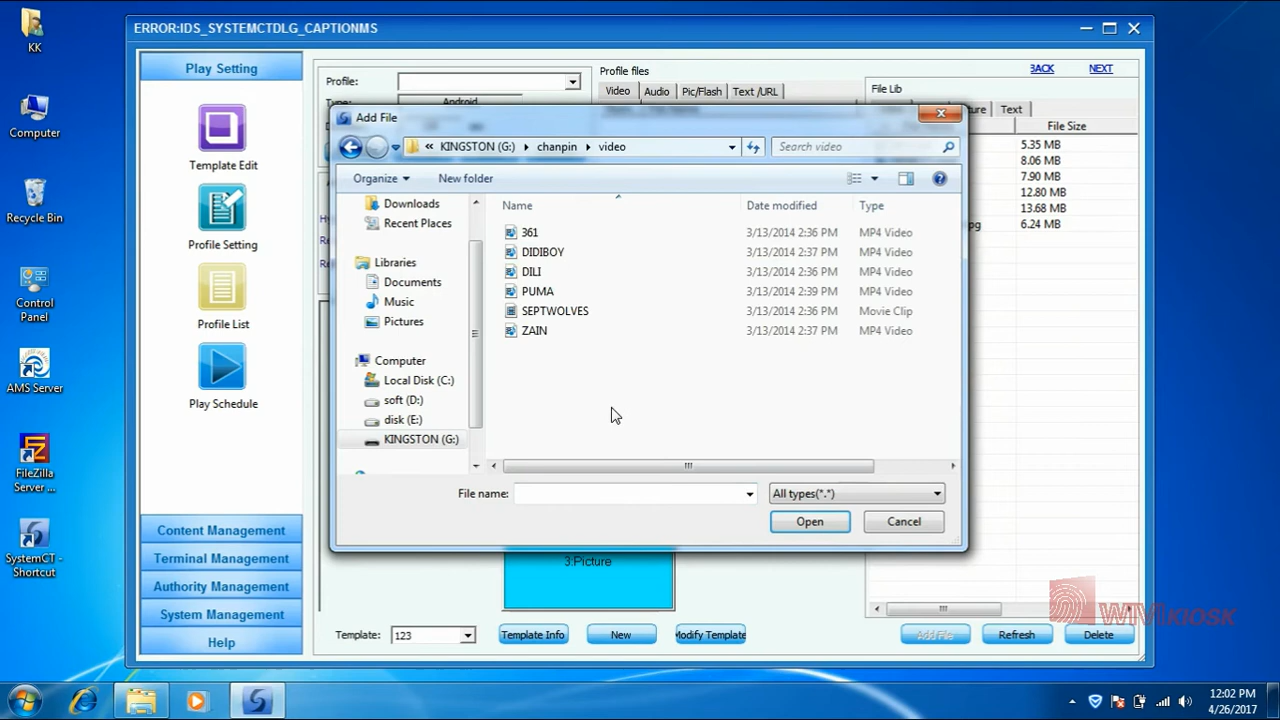 KK
Computer
Recycle Bin
Control
Panel
AMS Server
FileZilla
Server ...
SystemCT -
Shortcut
ERROR:IDS_SYSTEMCTDLG_CAPTIONMS
Play Setting
Template Edit
Profile Setting
Profile List
Play Schedule
Content Management
Terminal Management
Authority Management
System Management
Help
Profile:
Type:
Android
Profile files
Video
Audio
Pic/Flash
Text /URL
BACK
NEXT
File Lib
Text
File Size
5.35 MB
8.06 MB
7.90 MB
12.80 MB
13.68 MB
6.24 MB
Add File
« KINGSTON (G:) chanpin video
Search video
Organize
New folder
Downloads
Recent Places
Libraries
Documents
Music
Pictures
Computer
Local Disk (C:)
soft (D:)
disk (E:)
KINGSTON (G:)
Name Date modified Type
361 3/13/2014 2:36 PM MP4 Video
DIDIBOY 3/13/2014 2:37 PM MP4 Video
DILI 3/13/2014 2:36 PM MP4 Video
PUMA 3/13/2014 2:39 PM MP4 Video
SEPTWOLVES 3/13/2014 2:36 PM Movie Clip
ZAIN 3/13/2014 2:37 PM MP4 Video
File name:
All types("*.*")
Open
Cancel
3:Picture
Template: 123
Template Info
New
Modify Template
Add File
Refresh
Delete
12:02 PM
4/26/2017